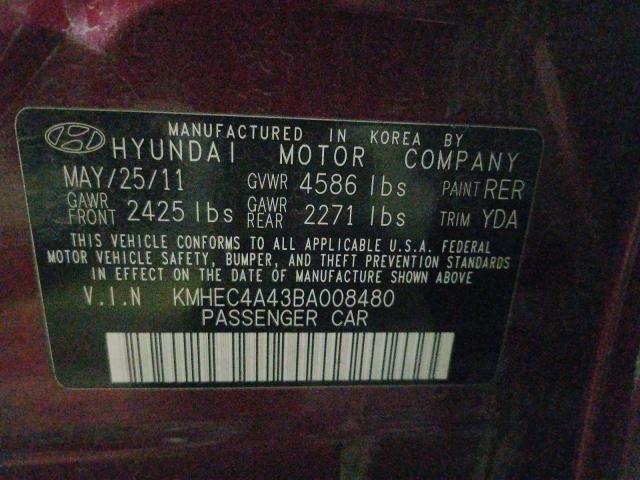 MANUFACTURED IN KOREA BY
HYUNDAI MOTOR COMPANY
MAY/25/11 GVWR 4586 lbs PAINT RER
GAWR FRONT 2425 lbs GAWR REAR 2271 lbs TRIM YDA
THIS VEHICLE CONFORMS TO ALL APPLICABLE U.S.A. FEDERAL
MOTOR VEHICLE SAFETY, BUMPER, AND THEFT PREVENTION STANDARDS
IN EFFECT ON THE DATE OF MANUFACTURE SHOWN ABOVE
V.I.N KMHEC4A43BA008480
PASSENGER CAR